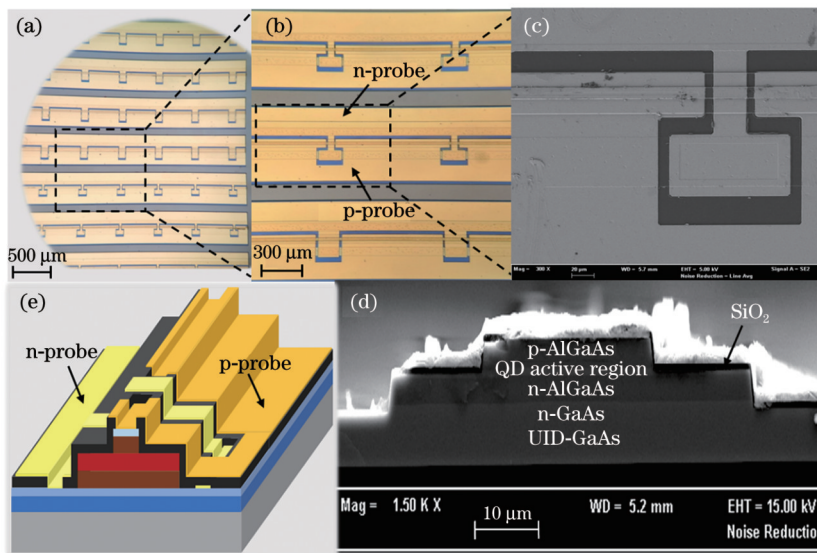 (a)
500 μm
(b)
n-probe
p-probe
300 μm
(c)
Mag = 300 X
20 μm
WD = 5.7 mm
EHT = 5.00 kV
Signal A = SE2
Noise Reduction = Line Avg
(e)
n-probe
p-probe
(d)
SiO2
p-AlGaAs
QD active region
n-AlGaAs
n-GaAs
UID-GaAs
Mag = 1.50 K X
10 μm
WD = 5.2 mm
EHT = 15.00 kV
Noise Reductio